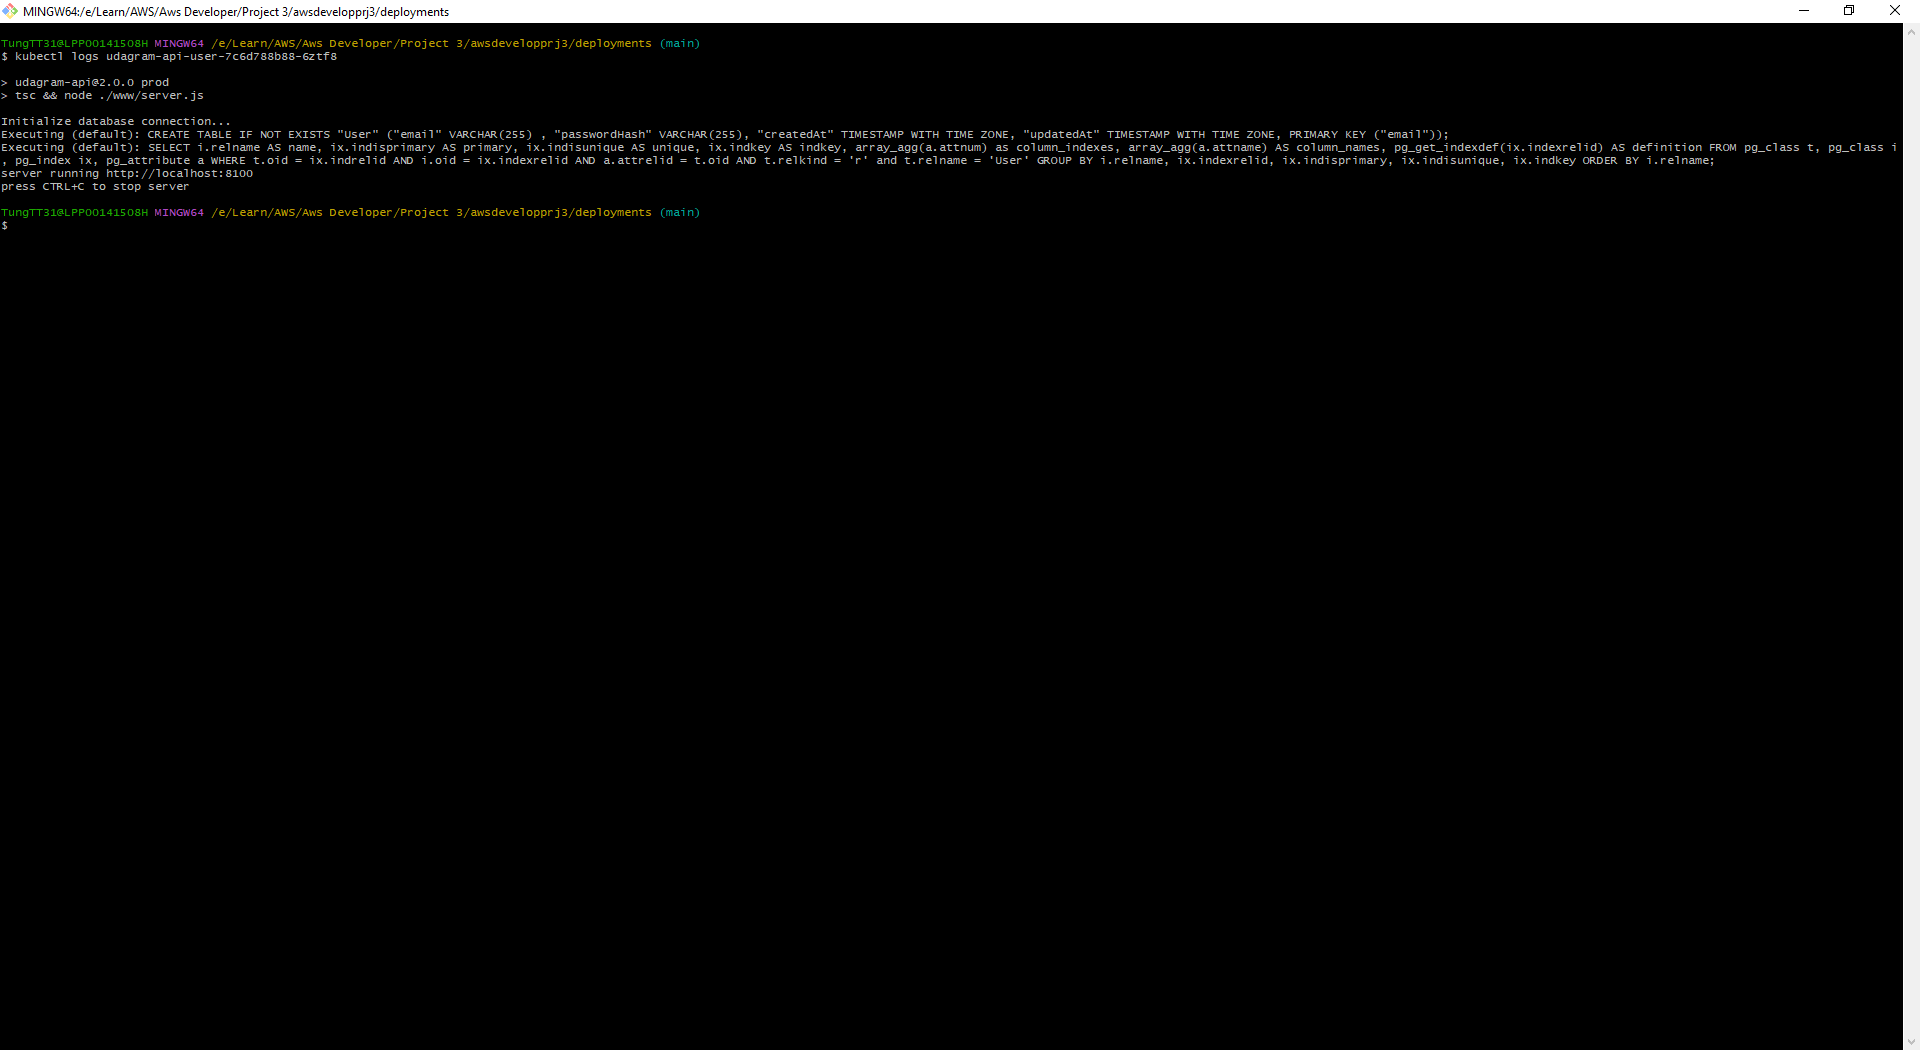 MINGW64:/e/Learn/AWS/Aws Developer/Project 3/awsdevelopprj3/deployments
TungTT31@LPP00141508H MINGW64 /e/Learn/AWS/Aws Developer/Project 3/awsdevelopprj3/deployments (main)
$ kubectl logs udagram-api-user-7c6d788b88-6ztf8
> udagram-api@2.0.0 prod
> tsc && node ./www/server.js
Initialize database connection...
Executing (default): CREATE TABLE IF NOT EXISTS "User" ("email" VARCHAR(255) , "passwordHash" VARCHAR(255), "createdAt" TIMESTAMP WITH TIME ZONE, "updatedAt" TIMESTAMP WITH TIME ZONE, PRIMARY KEY ("email"));
Executing (default): SELECT i.relname AS name, ix.indisprimary AS primary, ix.indisunique AS unique, ix.indkey AS indkey, array_agg(a.attnum) as column_indexes, array_agg(a.attname) AS column_names, pg_get_indexdef(ix.indexrelid) AS definition FROM pg_class t, pg_class i
, pg_index ix, pg_attribute a WHERE t.oid = ix.indrelid AND i.oid = ix.indexrelid AND a.attrelid = t.oid AND t.relkind = 'r' and t.relname = 'User' GROUP BY i.relname, ix.indexrelid, ix.indisprimary, ix.indisunique, ix.indkey ORDER BY i.relname;
server running http://localhost:8100
press CTRL+C to stop server
TungTT31@LPP00141508H MINGW64 /e/Learn/AWS/Aws Developer/Project 3/awsdevelopprj3/deployments (main)
$